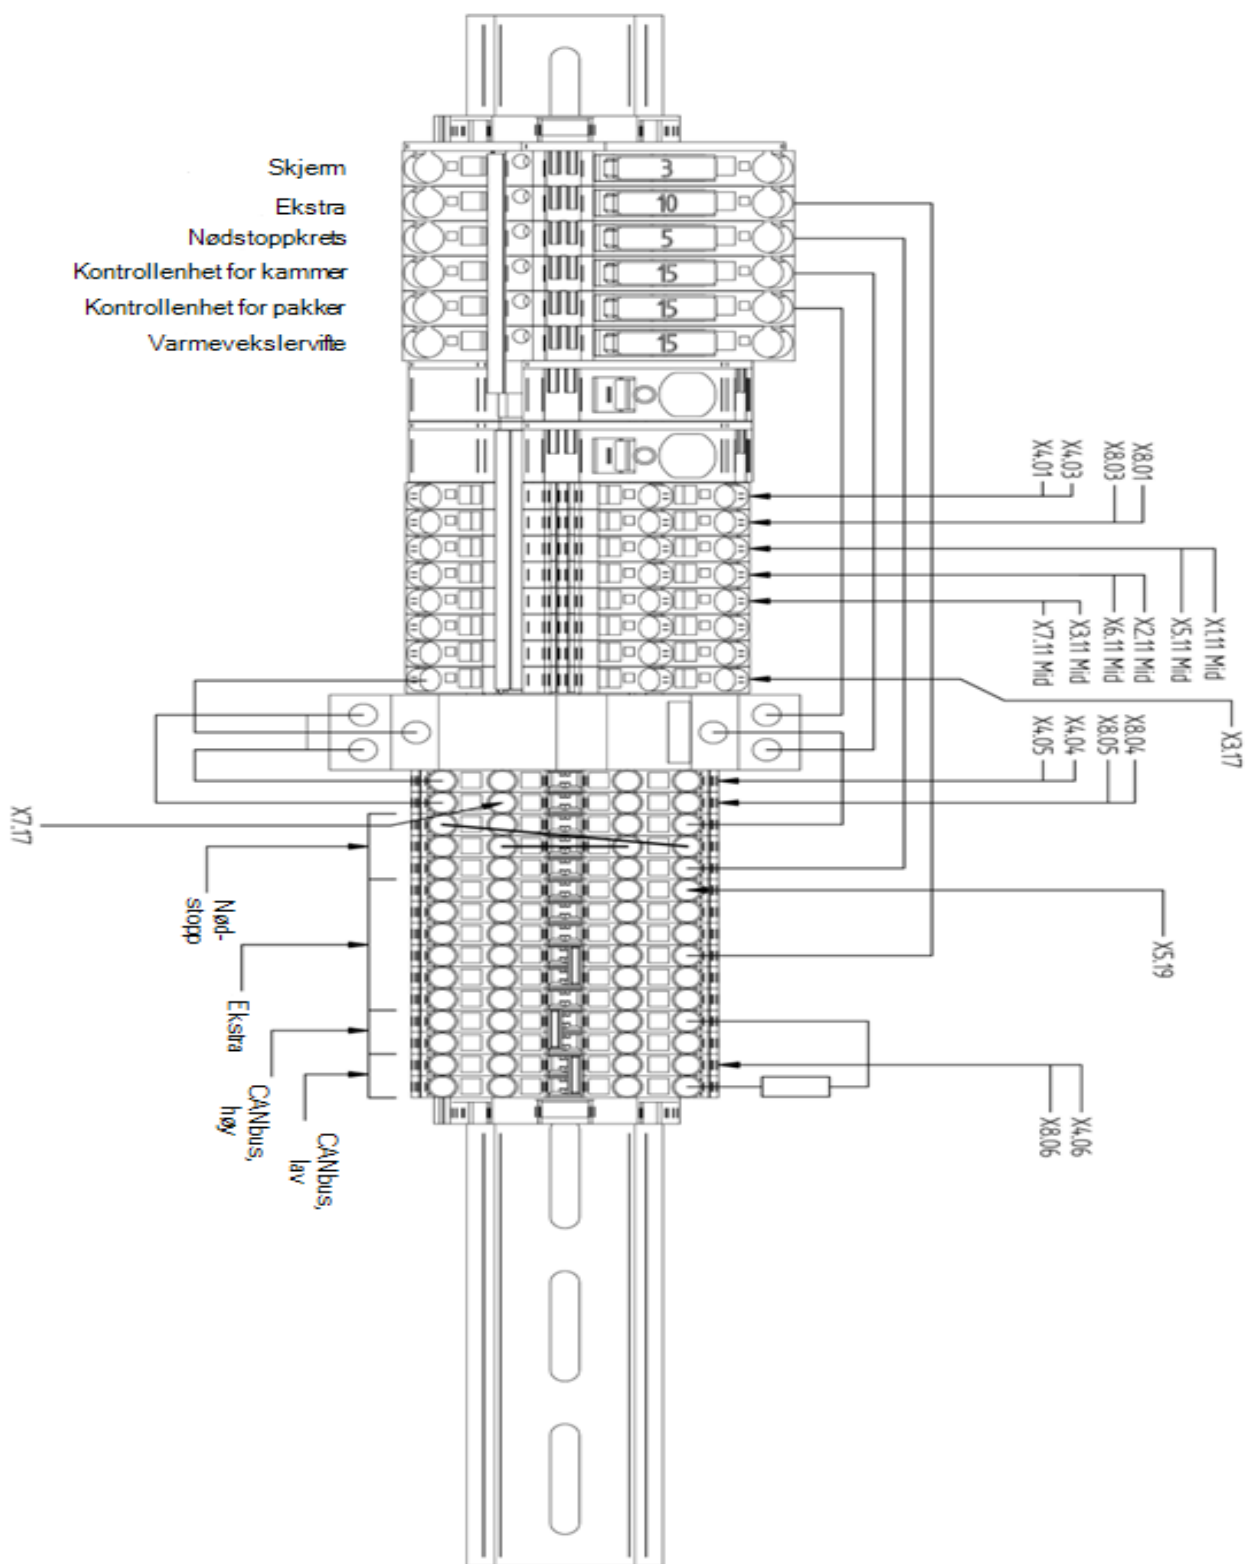 Skjerm
3
Ekstra
10
Nødstoppkrets
5
Kontrollenhet for kammer
15
Kontrollenhet for pakker
15
Varmevekslervifte
15
X4.01
X4.03
X8.03
X8.01
X7.11 Mid
X3.11 Mid
X6.11 Mid
X2.11 Mid
X5.11 Mid
X1.11 Mid
X3.17
X4.05
X4.04
X8.05
X8.04
X7.17
Nød-
stopp
Ekstra
CANbus,
høy
CANbus,
lav
X5.19
X8.06
X4.06